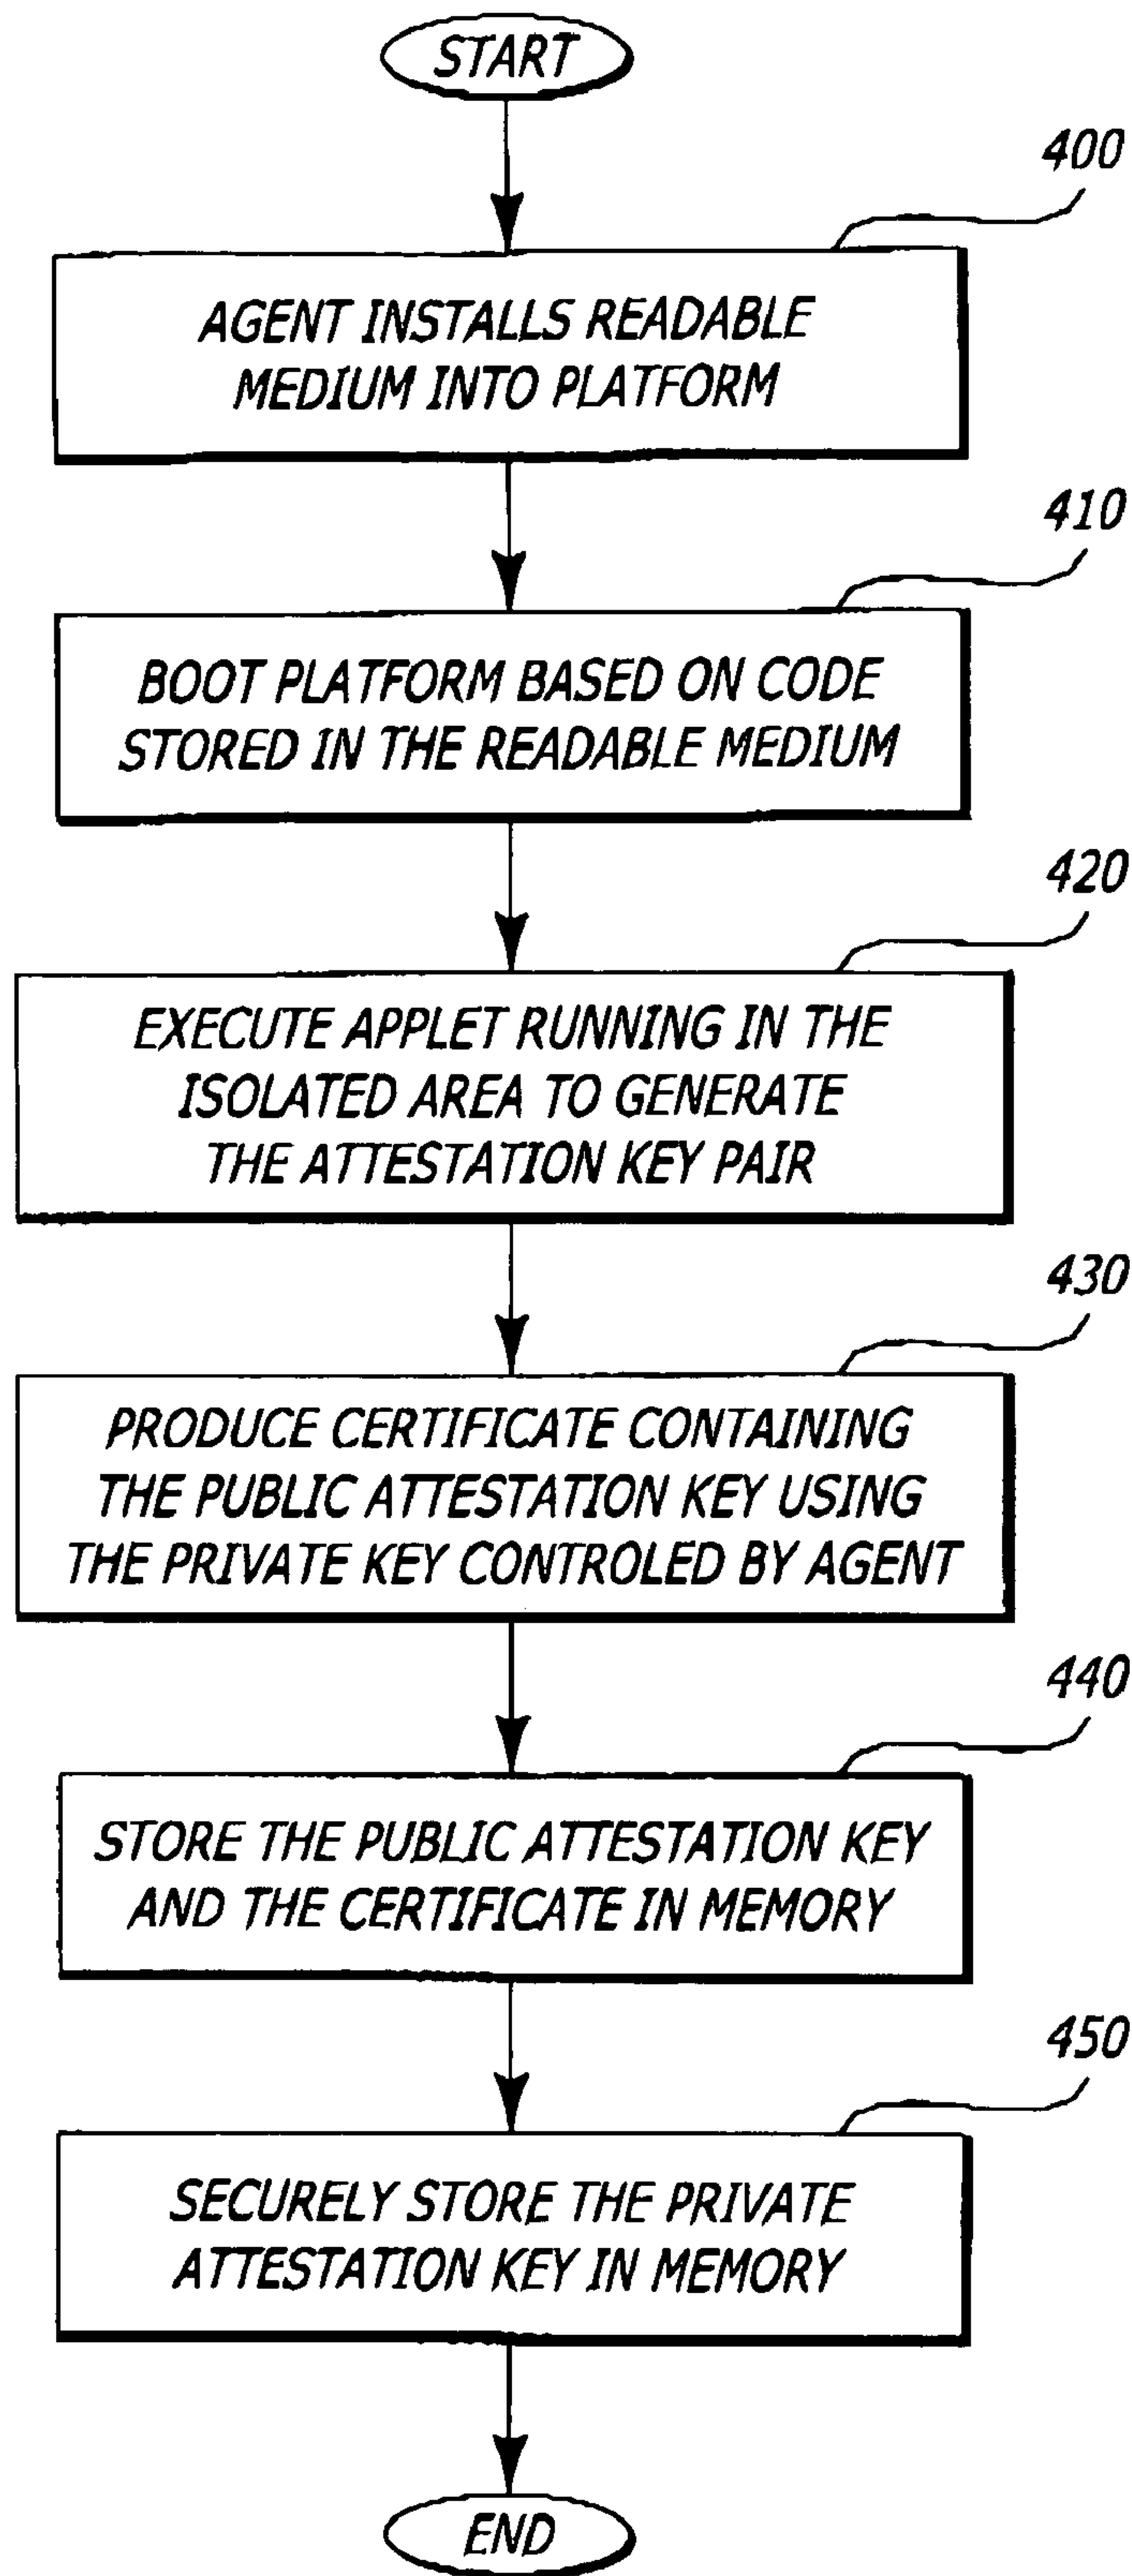 START
400
AGENT INSTALLS READABLE
MEDIUM INTO PLATFORM
410
BOOT PLATFORM BASED ON CODE
STORED IN THE READABLE MEDIUM
420
EXECUTE APPLET RUNNING IN THE
ISOLATED AREA TO GENERATE
THE ATTESTATION KEY PAIR
430
PRODUCE CERTIFICATE CONTAINING
THE PUBLIC ATTESTATION KEY USING
THE PRIVATE KEY CONTROLED BY AGENT
440
STORE THE PUBLIC ATTESTATION KEY
AND THE CERTIFICATE IN MEMORY
450
SECURELY STORE THE PRIVATE
ATTESTATION KEY IN MEMORY
END